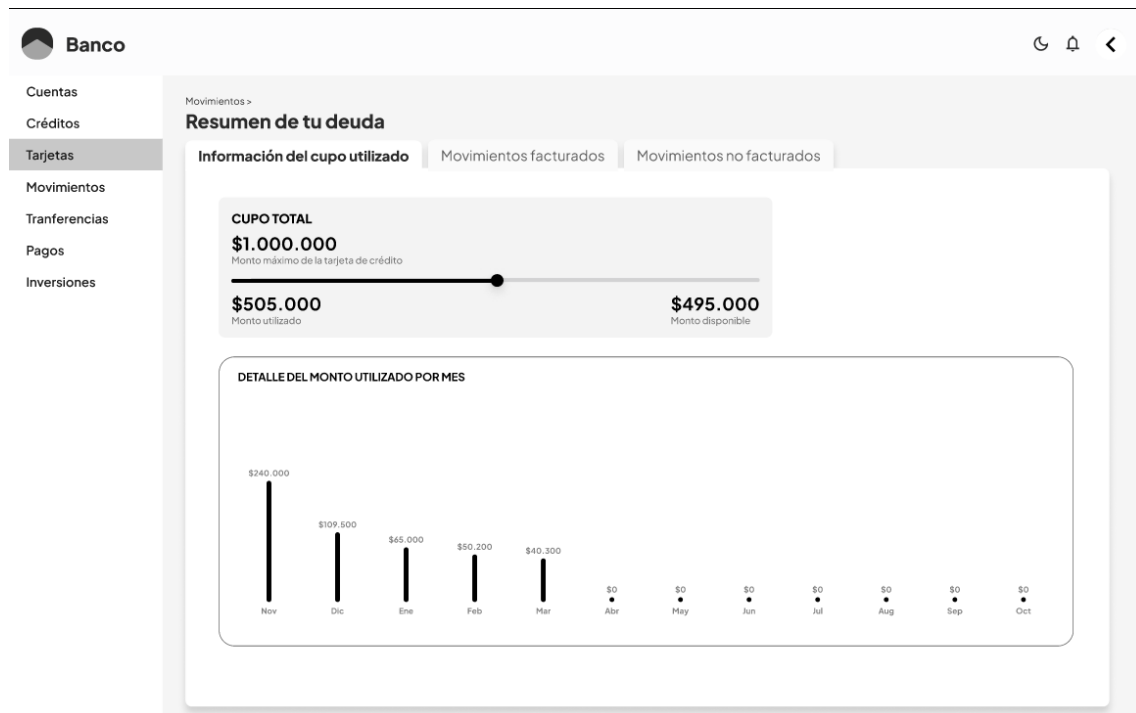 Banco
Cuentas
Créditos
Tarjetas
Movimientos
Tranferencias
Pagos
Inversiones
Movimientos >
Resumen de tu deuda
Información del cupo utilizado Movimientos facturados Movimientos no facturados
CUPO TOTAL
$1.000.000
Monto máximo de la tarjeta de crédito
$505.000 $495.000
Monto utilizado Monto disponible
DETALLE DEL MONTO UTILIZADO POR MES
$240.000
$109.500
$65.000
$50.200
$40.300
$0 $0 $0 $0 $0 $0 $0
Nov Dic Ene Feb Mar Abr May Jun Jul Aug Sep Oct